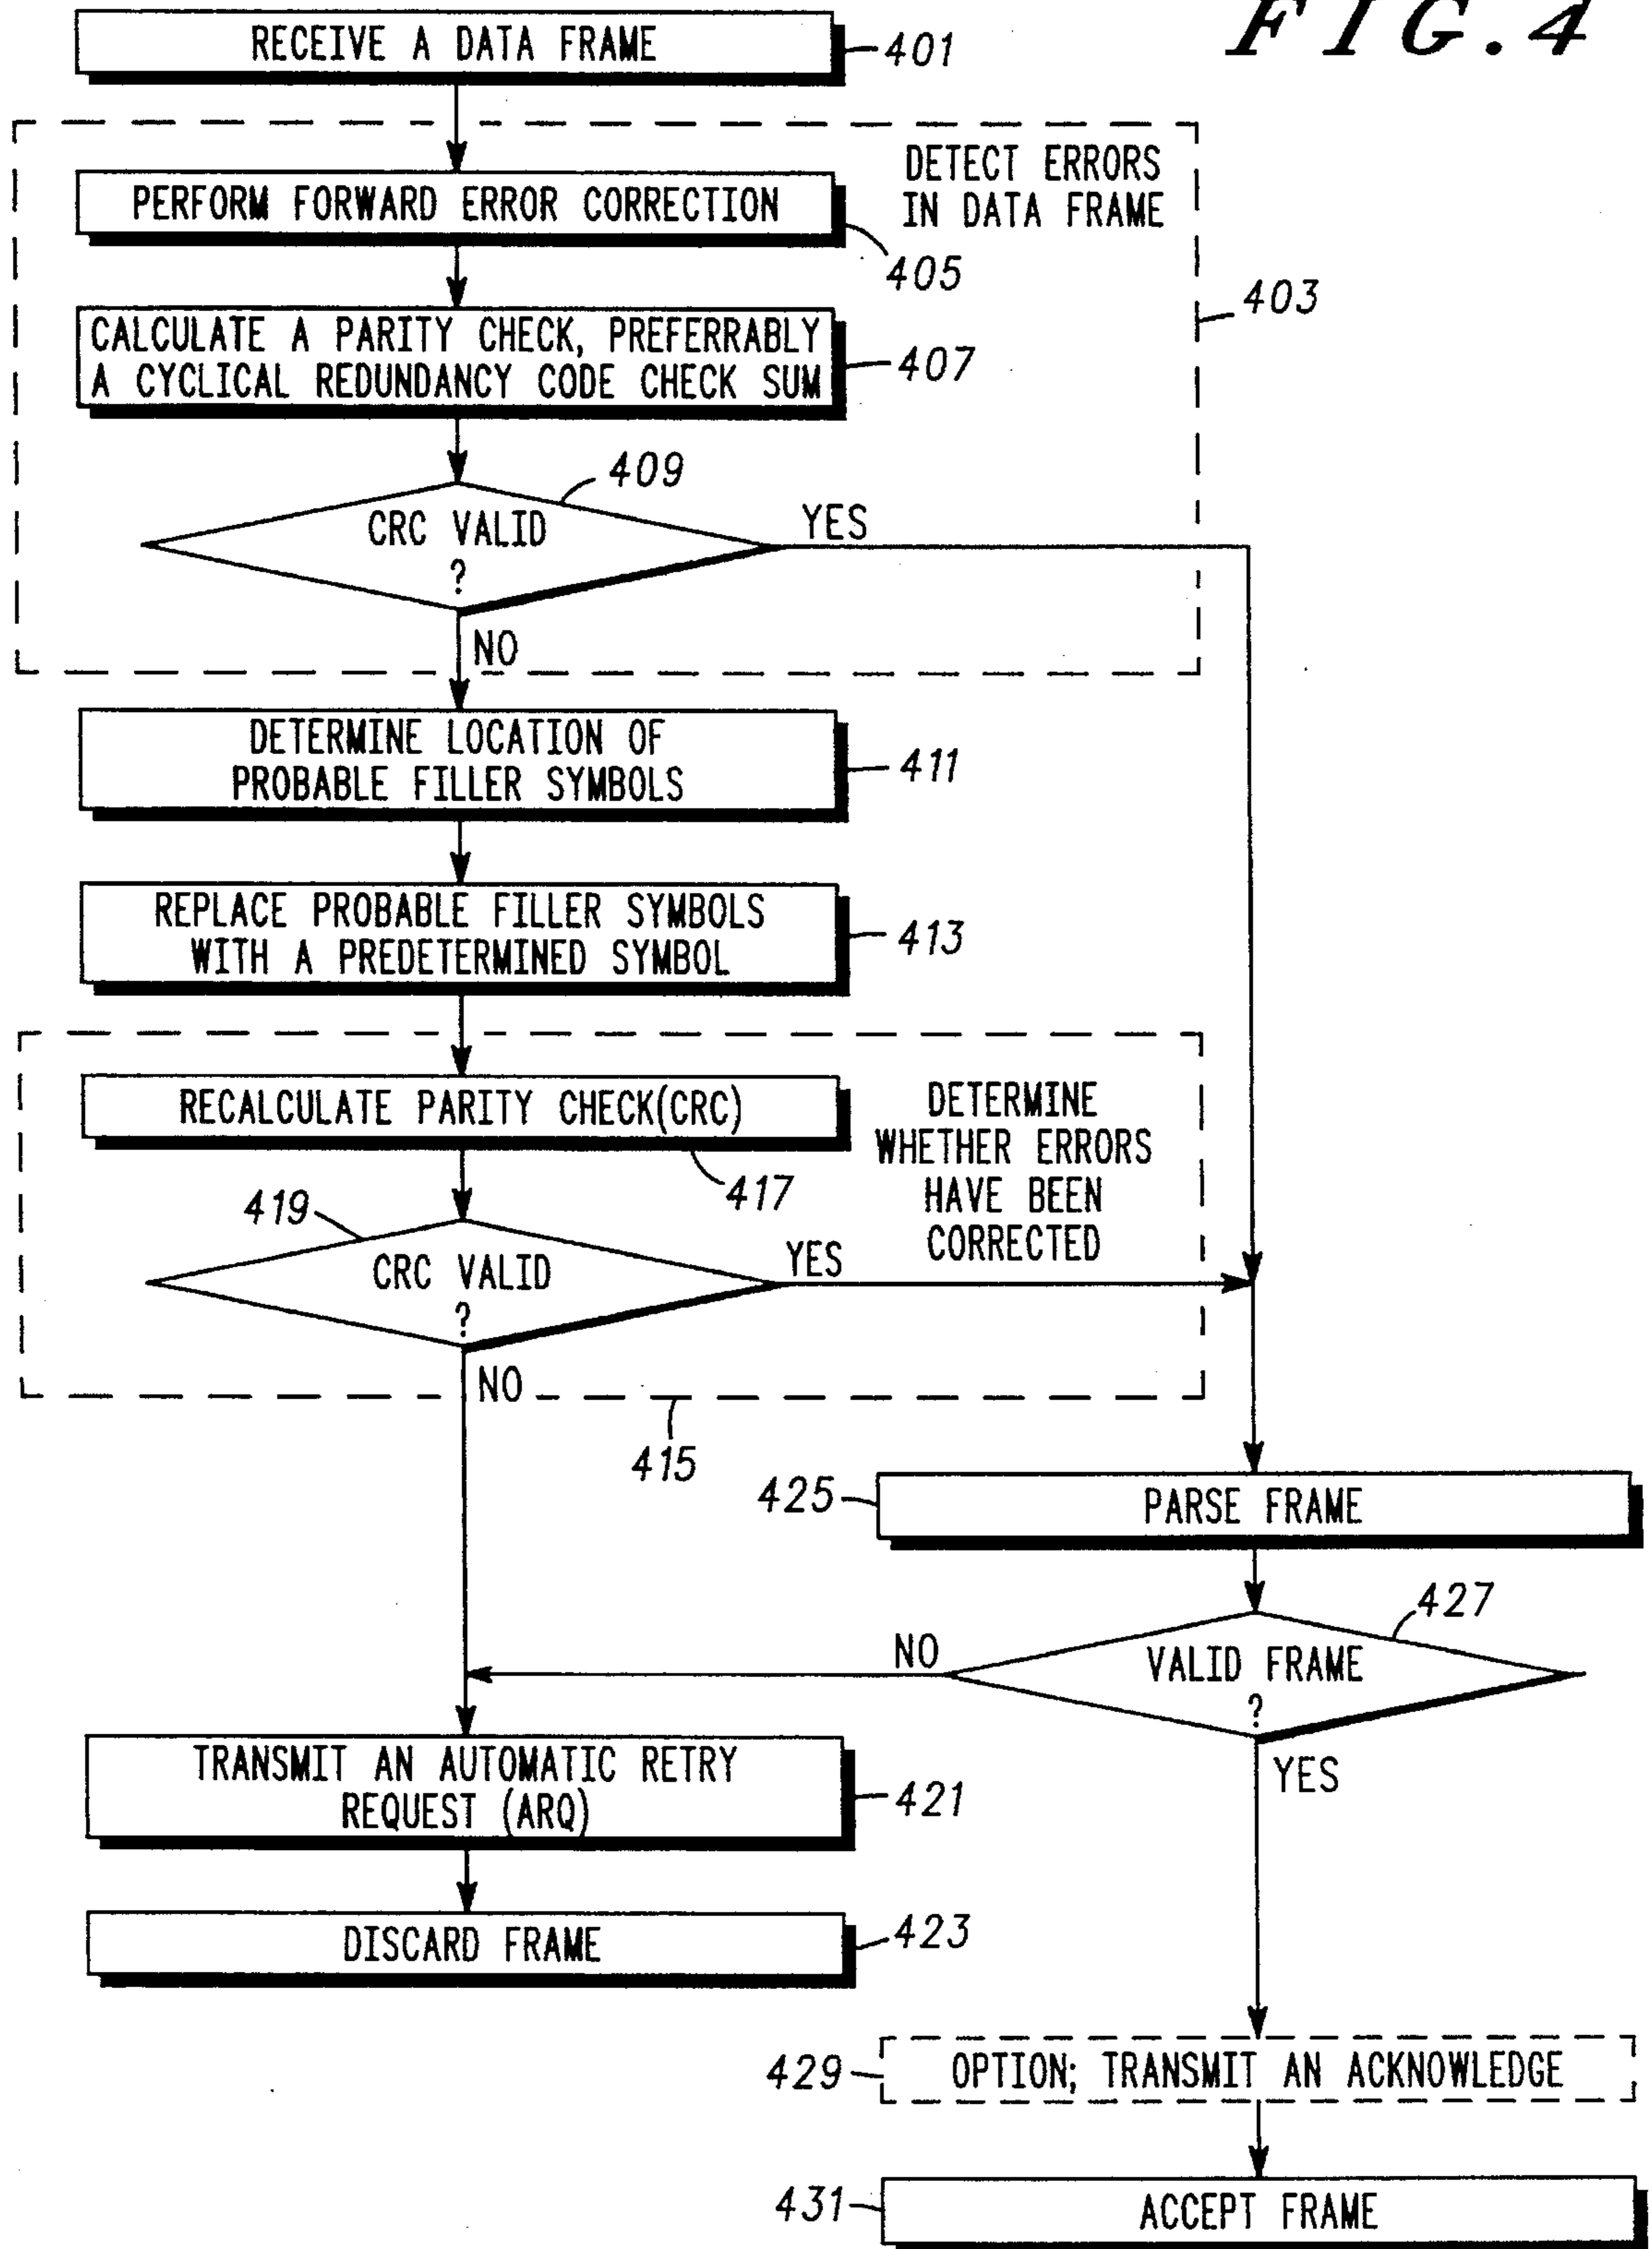 FIG. 4
RECEIVE A DATA FRAME
401
DETECT ERRORS
IN DATA FRAME
PERFORM FORWARD ERROR CORRECTION
405
403
CALCULATE A PARITY CHECK, PREFERRABLY
A CYCLICAL REDUNDANCY CODE CHECK SUM
407
409
CRC VALID
?
YES
NO
DETERMINE LOCATION OF
PROBABLE FILLER SYMBOLS
411
REPLACE PROBABLE FILLER SYMBOLS
WITH A PREDETERMINED SYMBOL
413
RECALCULATE PARITY CHECK(CRC)
417
DETERMINE
WHETHER ERRORS
HAVE BEEN
CORRECTED
419
CRC VALID
?
YES
NO
415
425
PARSE FRAME
427
VALID FRAME
?
NO
YES
TRANSMIT AN AUTOMATIC RETRY
REQUEST (ARQ)
421
DISCARD FRAME
423
429
OPTION; TRANSMIT AN ACKNOWLEDGE
431
ACCEPT FRAME